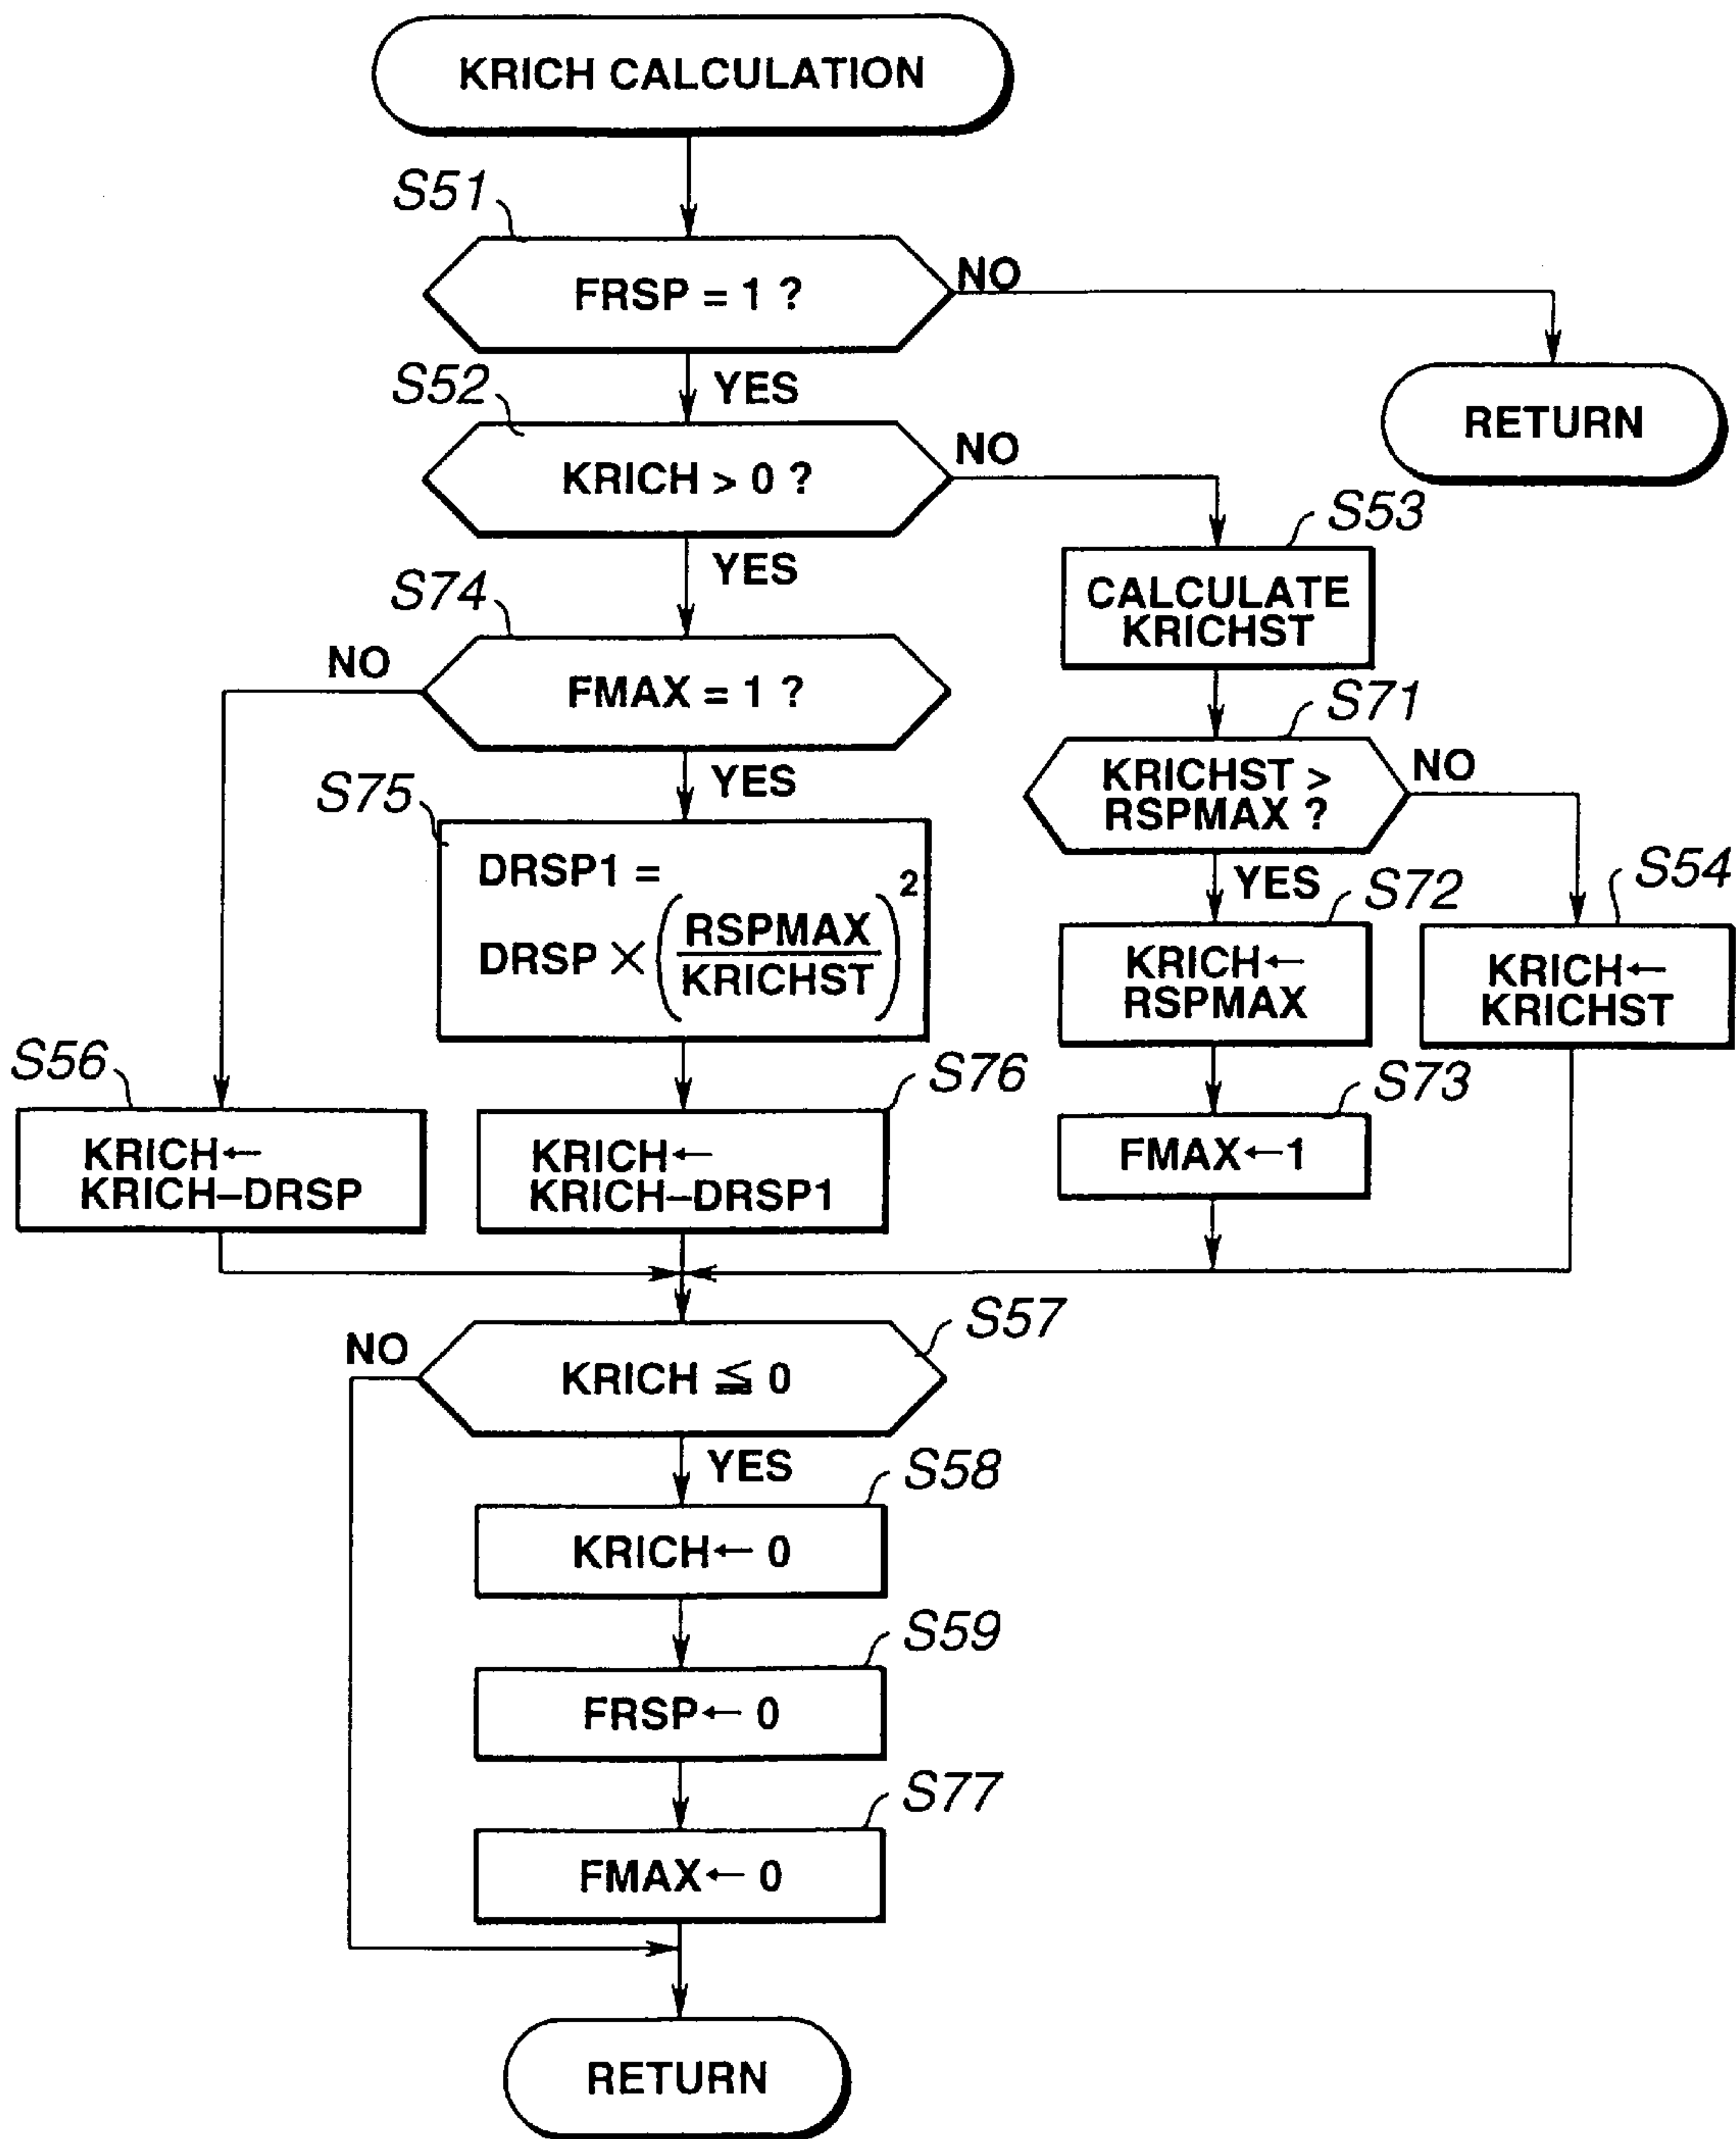 KRICH CALCULATION
S51
FRSP = 1 ?
NO
RETURN
S52
YES
KRICH > 0 ?
NO
S53
CALCULATE
KRICHST
YES
S74
NO
FMAX = 1 ?
S71
KRICHST >
RSPMAX ?
NO
YES
S75
DRSP1 =
DRSP × (RSPMAX / KRICHST)²
YES
S72
KRICH←
RSPMAX
S54
KRICH←
KRICHST
S56
KRICH←
KRICH–DRSP
S76
KRICH←
KRICH–DRSP1
S73
FMAX←1
S57
NO
KRICH ≦ 0
YES
S58
KRICH← 0
S59
FRSP← 0
S77
FMAX← 0
RETURN